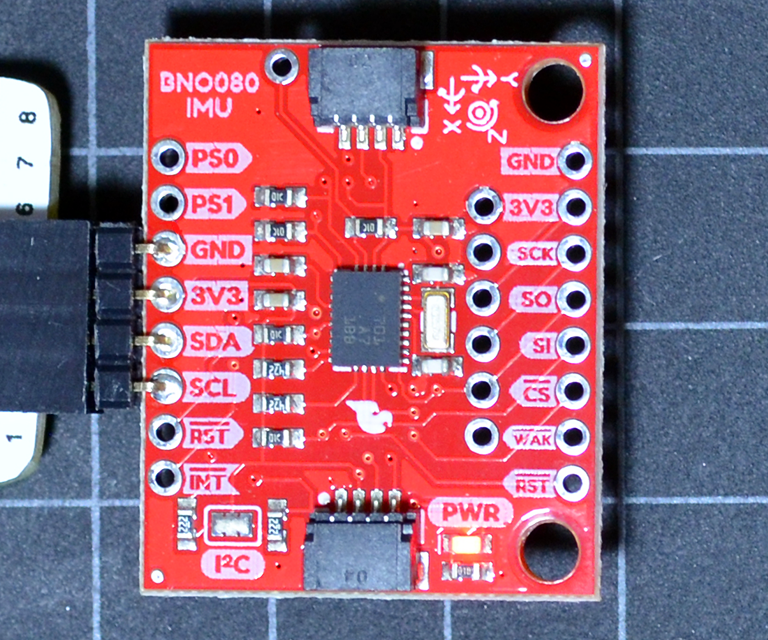 BNO080
IMU
Y
X
Z
PS0
PS1
GND
3V3
SDA
SCL
RST
INT
GND
3V3
SCK
SO
SI
CS
WAK
RST
I²C
PWR
8
7
6
1